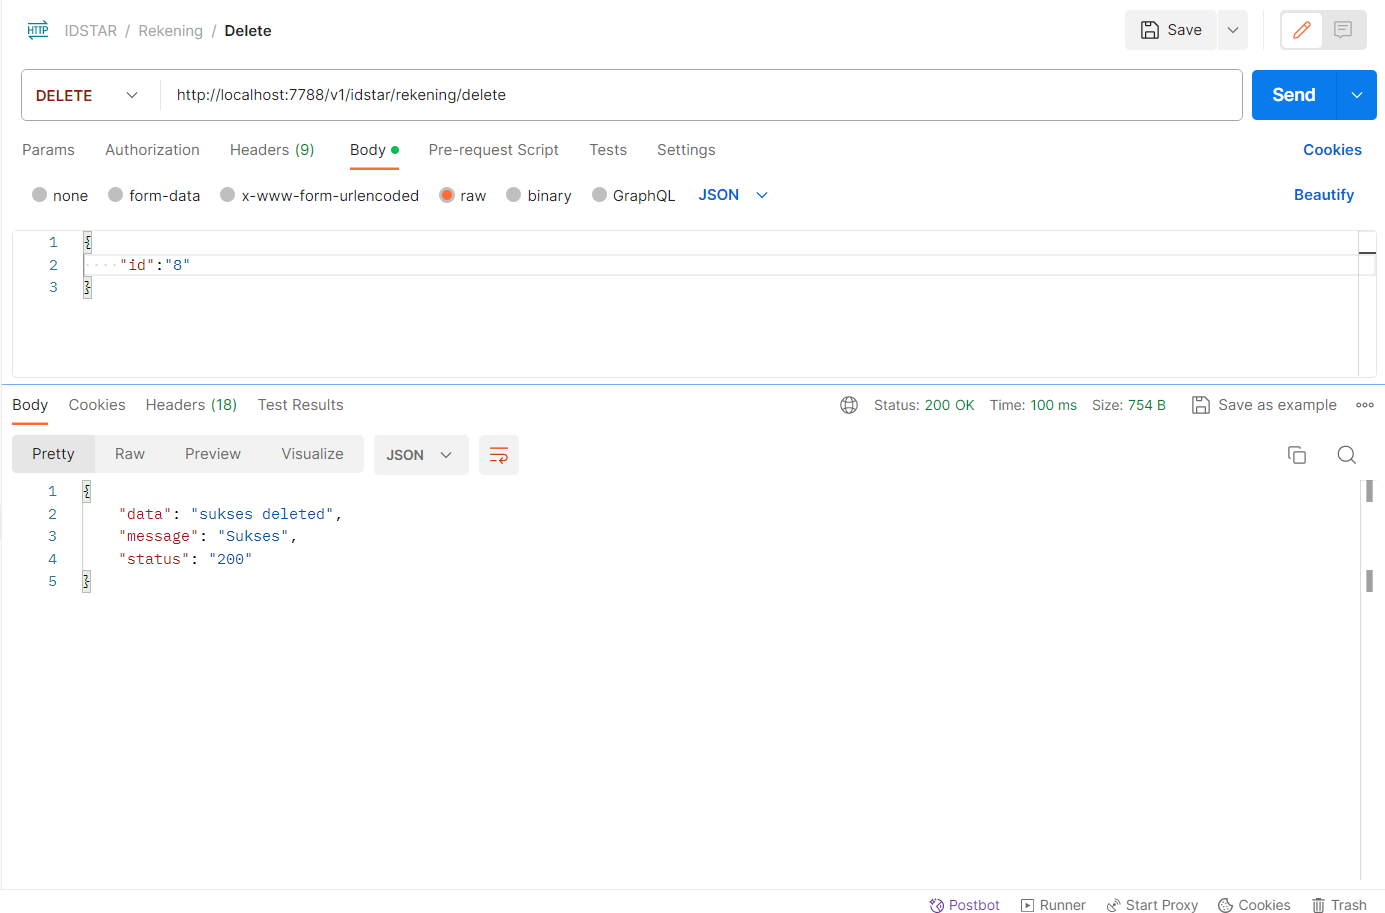 HTTP IDSTAR / Rekening / Delete Save
DELETE http://localhost:7788/v1/idstar/rekening/delete Send
Params Authorization Headers (9) Body Pre-request Script Tests Settings Cookies
none form-data x-www-form-urlencoded raw binary GraphQL JSON Beautify
1 {
2 "id":"8"
3 }
Body Cookies Headers (18) Test Results Status: 200 OK Time: 100 ms Size: 754 B Save as example
Pretty Raw Preview Visualize JSON
1 {
2 "data": "sukses deleted",
3 "message": "Sukses",
4 "status": "200"
5 }
Postbot Runner Start Proxy Cookies Trash